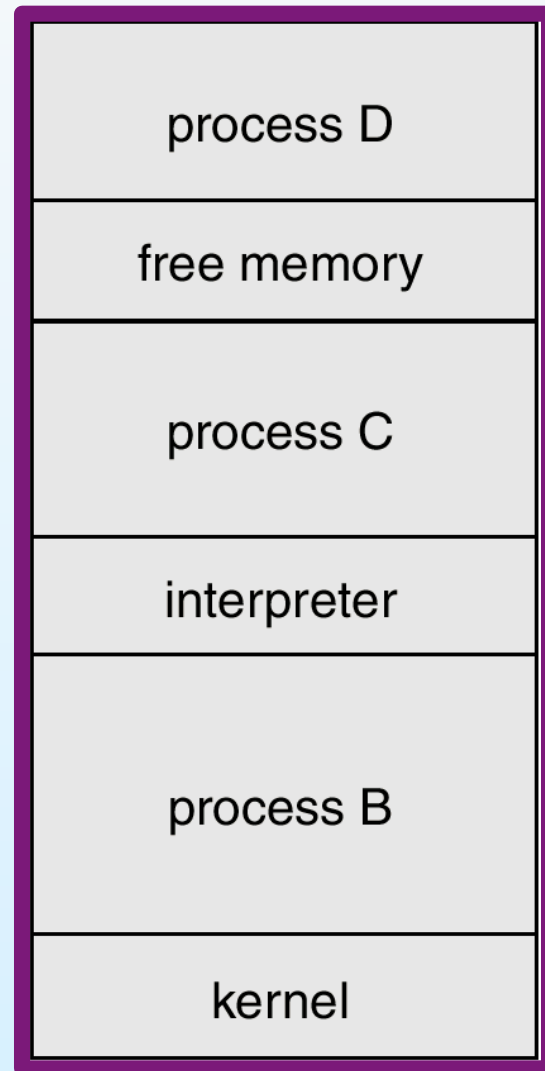 process D
free memory
process C
interpreter
process B
kernel